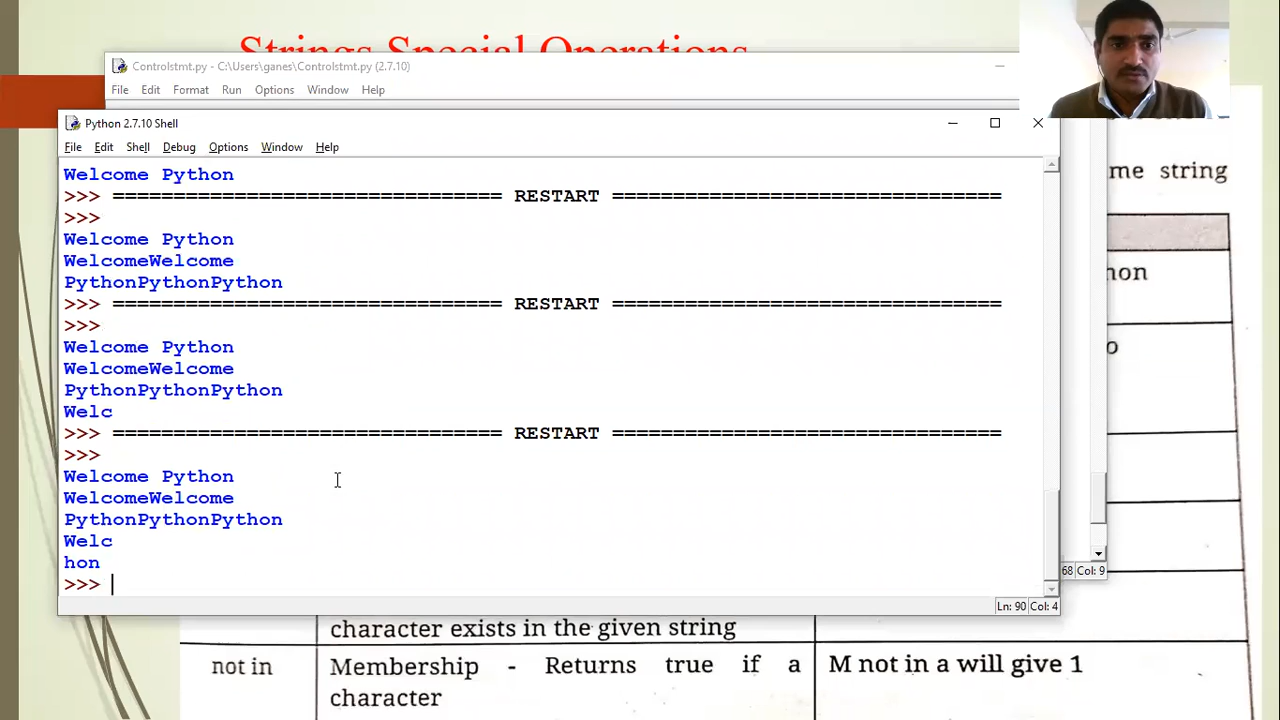 Strings Special Operations
Controlstmt.py - C:\Users\ganes\Controlstmt.py (2.7.10)
File Edit Format Run Options Window Help
Python 2.7.10 Shell
File Edit Shell Debug Options Window Help
me string
Welcome Python
>>> ================================ RESTART ================================
>>>
Welcome Python
WelcomeWelcome
PythonPythonPython
>>> ================================ RESTART ================================
>>>
Welcome Python
WelcomeWelcome
PythonPythonPython
Welc
>>> ================================ RESTART ================================
>>>
Welcome Python
WelcomeWelcome
PythonPythonPython
Welc
hon
>>>
hon
o
68 Col: 9
Ln: 90 Col: 4
character exists in the given string
not in Membership - Returns true if a M not in a will give 1
character